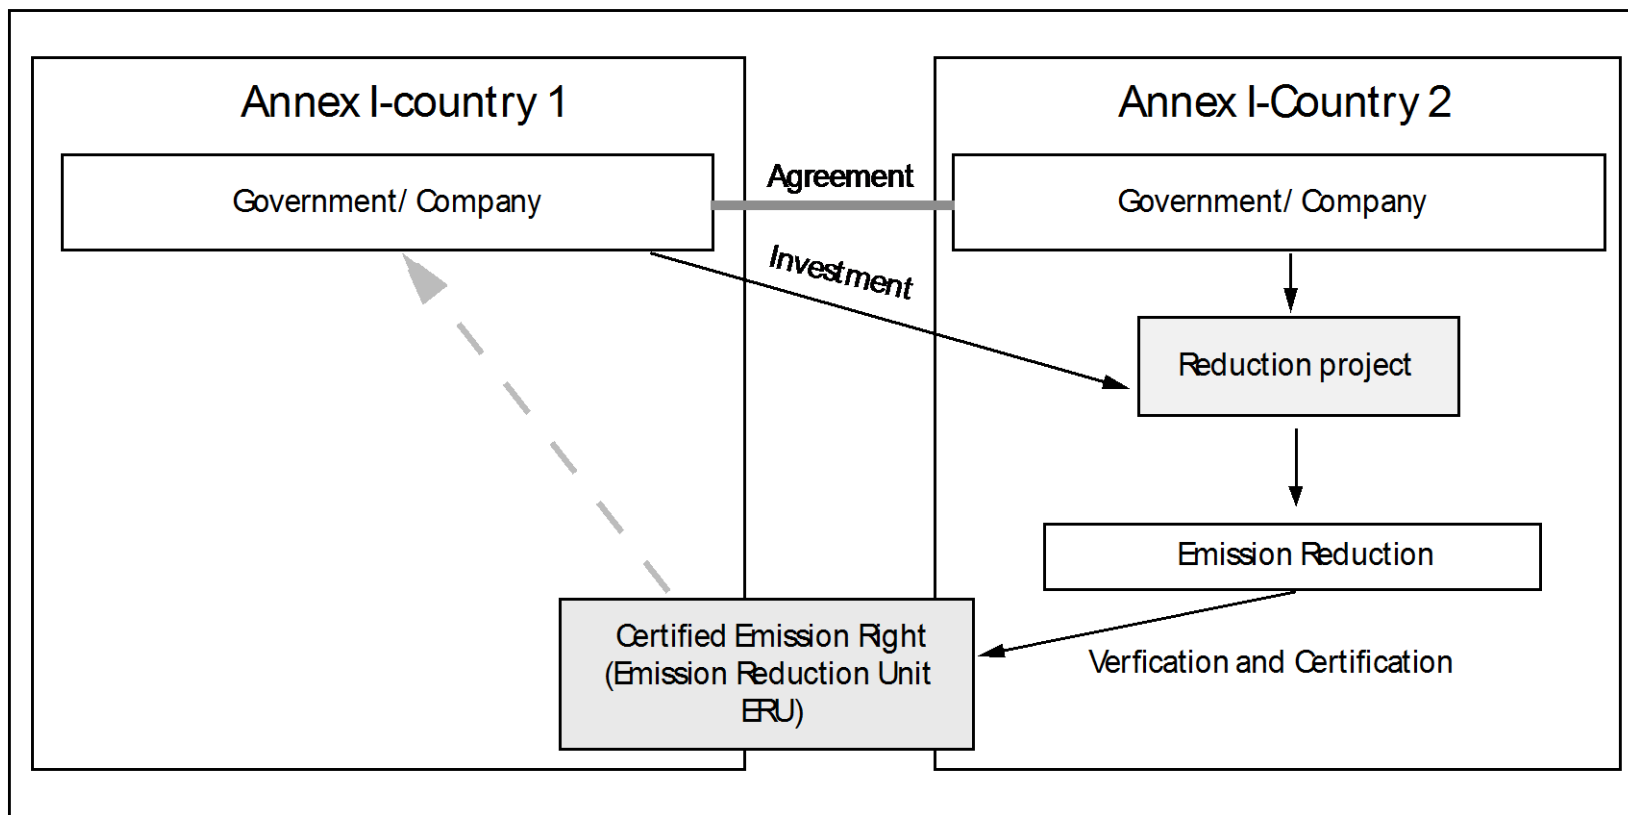 Annex I-country 1
Annex I-Country 2
Government/ Company
Agreement
Government/ Company
Investment
Reduction project
Emission Reduction
Certified Emission Right
(Emission Reduction Unit
ERU)
Verfication and Certification